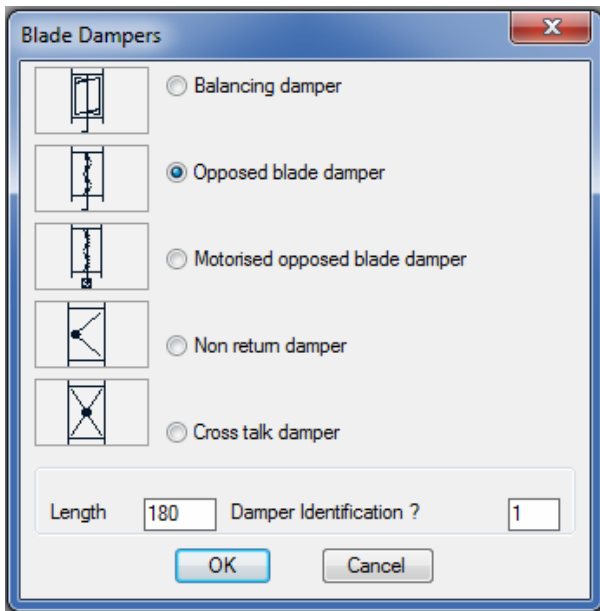 Blade Dampers
Balancing damper
Opposed blade damper
Motorised opposed blade damper
Non return damper
Cross talk damper
Length 180 Damper Identification ? 1
OK Cancel